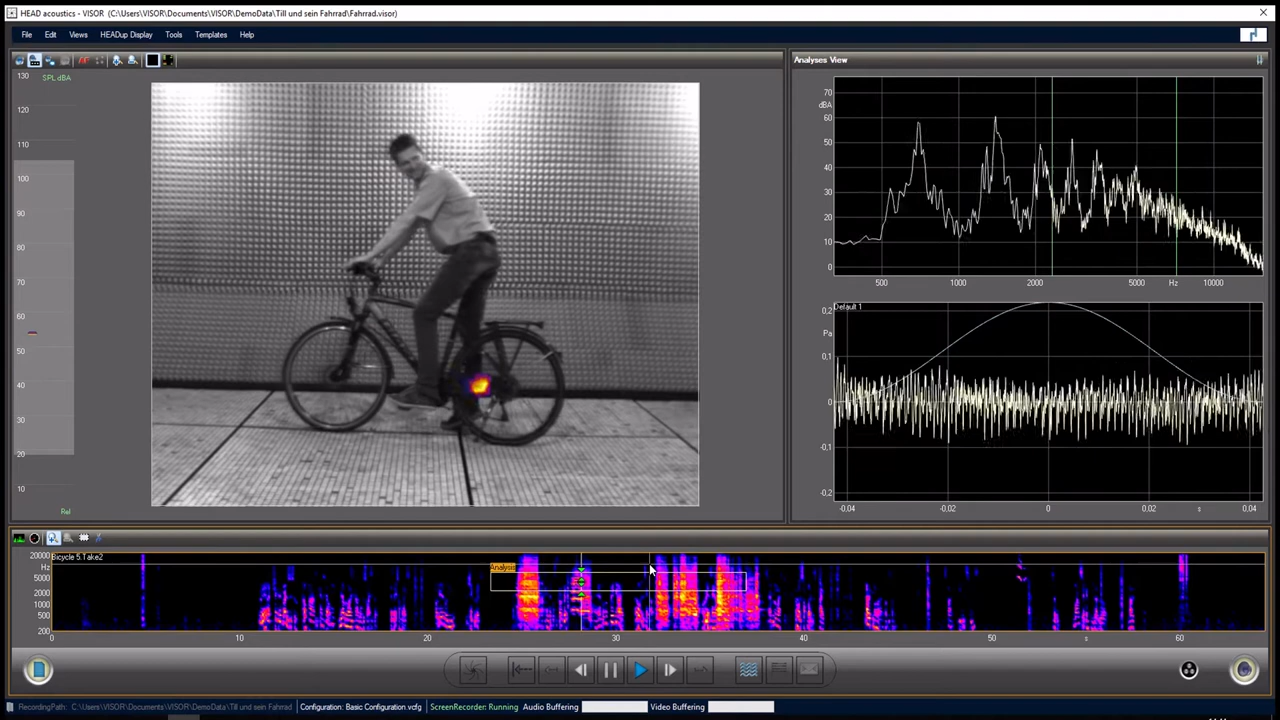 HEAD acoustics - VISOR (C:\Users\VISOR\Documents\VISOR\DemoData\Till und sein Fahrrad\Fahrrad.visor)
File Edit Views HEADup Display Tools Templates Help
Analyses View
130 SPL dBA
120
110
100
90
80
70
60
50
40
30
20
10
Rel
70
dBA
60
50
40
30
20
10
0
500 1000 2000 5000 Hz 10000
Default 1
0,2
Pa
0,1
0
-0,1
-0,2
-0.04 -0.02 0 0.02 s 0.04
Bicycle 5.Take2
20000
Hz
5000
2000
1000
500
200
Analysis
0 10 20 30 40 50 s 60
RecordingPath: C:\Users\VISOR\Documents\VISOR\DemoData\Till und sein Fahrrad Configuration: Basic Configuration.vcfg ScreenRecorder: Running Audio Buffering Video Buffering